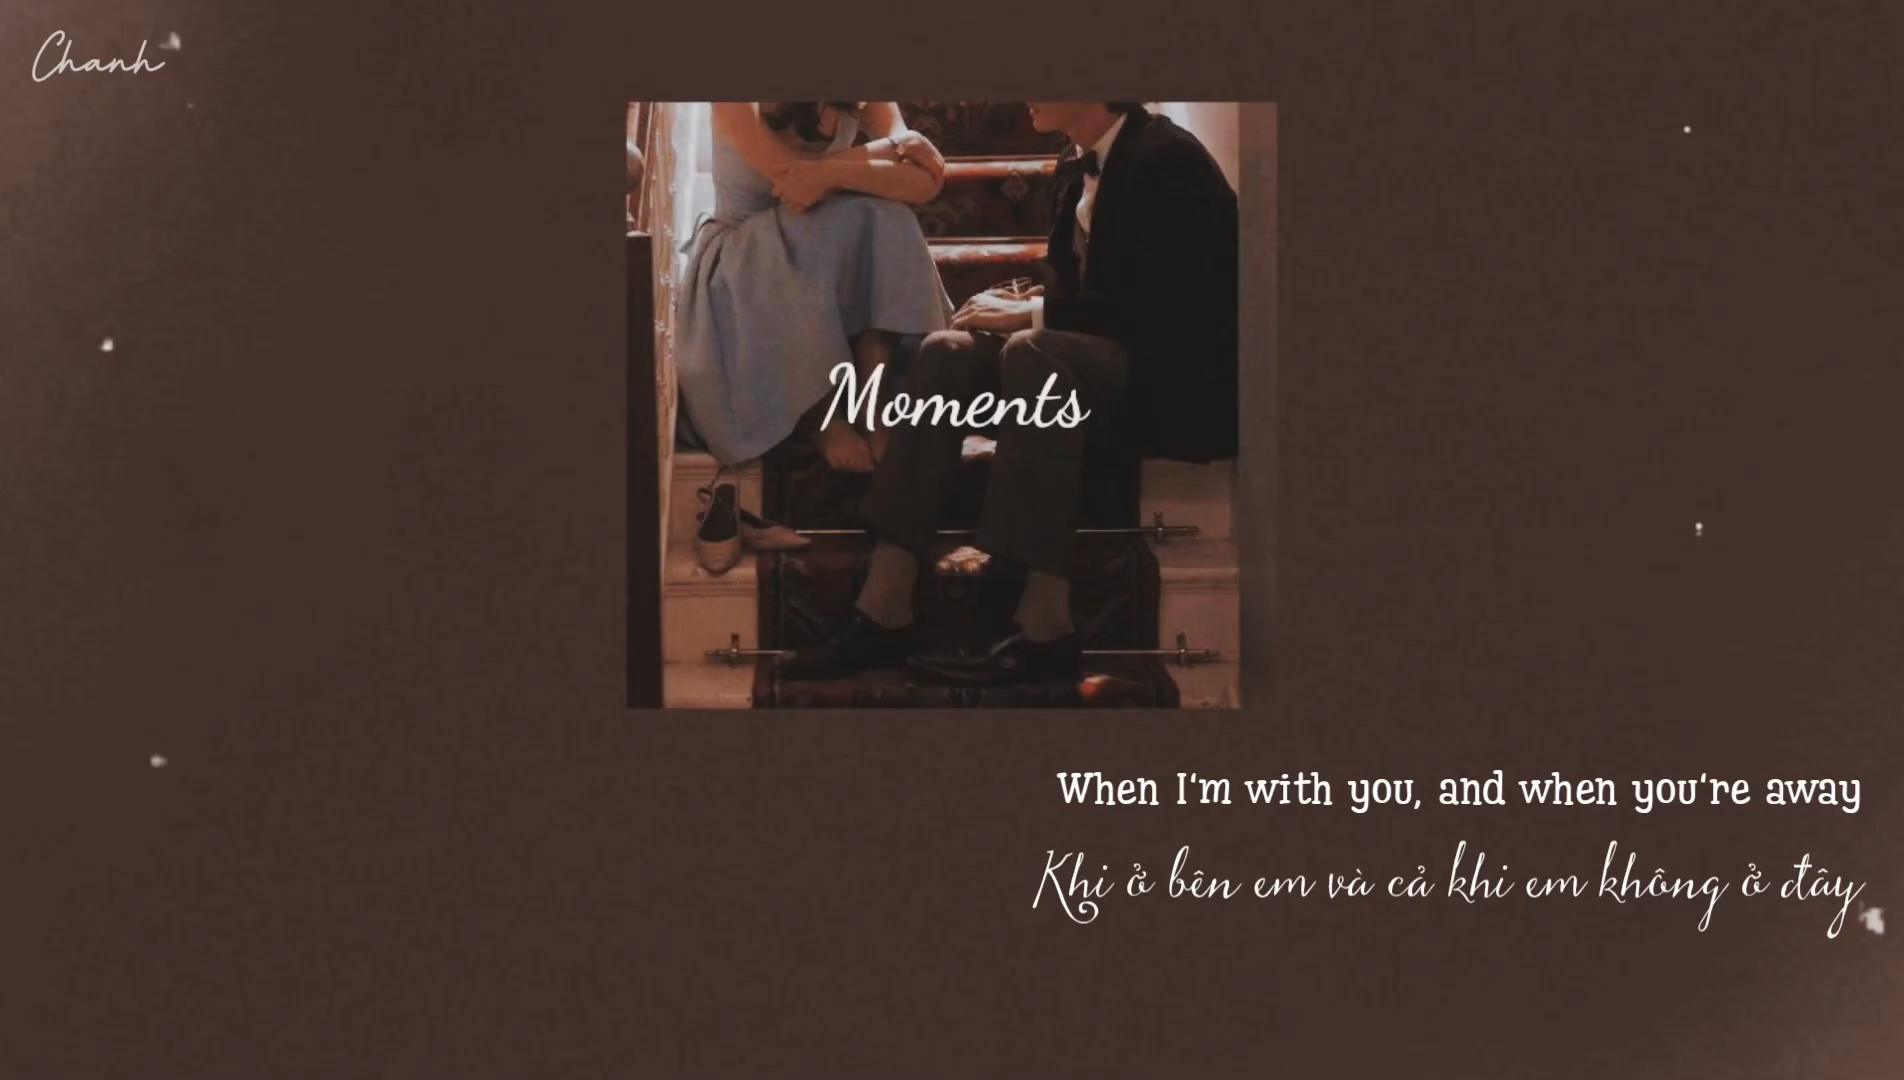 Chanh
Moments
When I'm with you, and when you're away
Khi ở bên em và cả khi em không ở đây